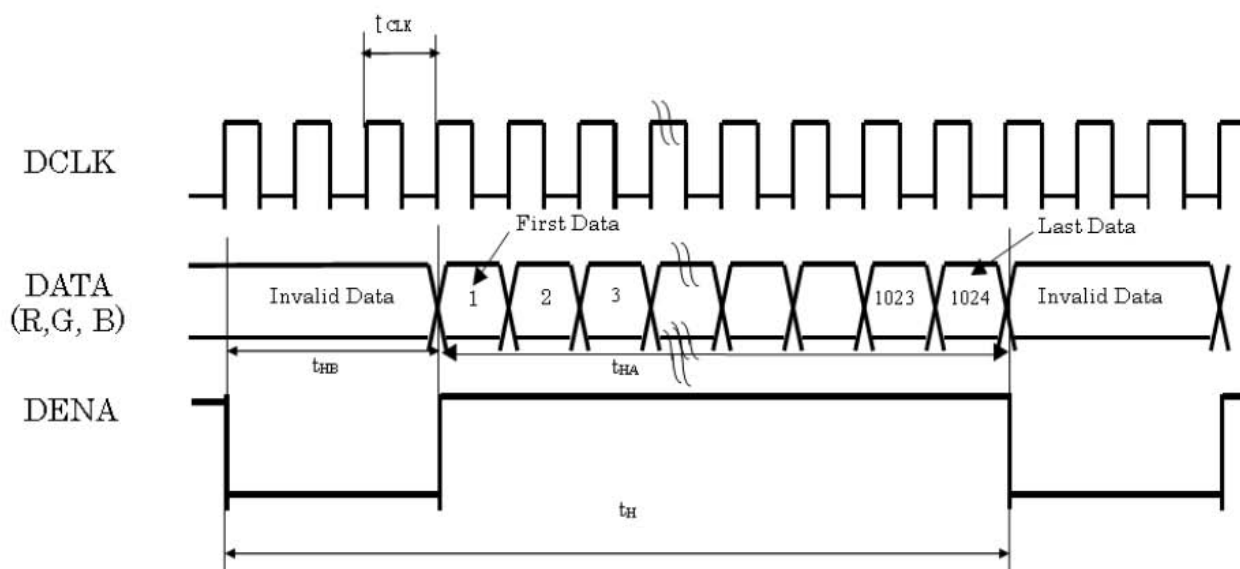 t CLK
DCLK
First Data
Last Data
DATA
(R,G, B)
Invalid Data
1
2
3
1023
1024
Invalid Data
tHB
tHA
DENA
tH